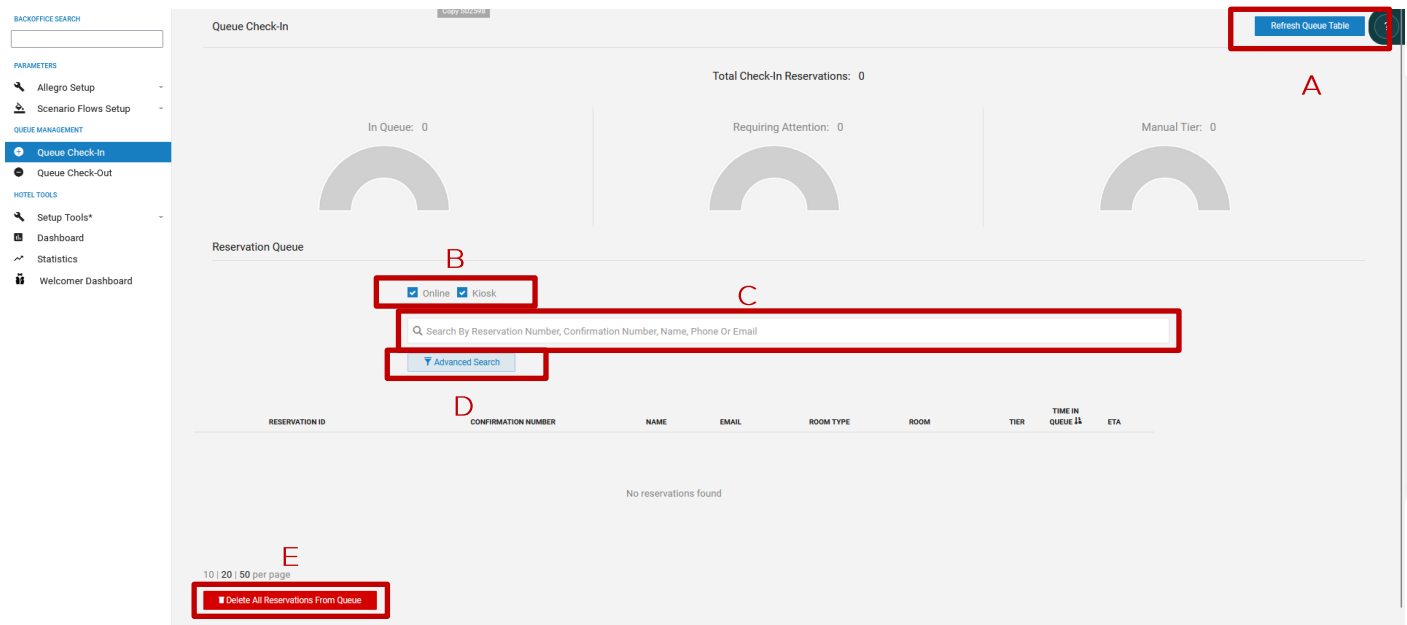 BACKOFFICE SEARCH
PARAMETERS
Allegro Setup
Scenario Flows Setup
QUEUE MANAGEMENT
Queue Check-In
Queue Check-Out
HOTEL TOOLS
Setup Tools*
Dashboard
Statistics
Welcomer Dashboard
Queue Check-In
Refresh Queue Table
?
A
Total Check-In Reservations: 0
In Queue: 0
Requiring Attention: 0
Manual Tier: 0
Reservation Queue
B
Online Kiosk
C
Search By Reservation Number, Confirmation Number, Name, Phone Or Email
Advanced Search
D
RESERVATION ID CONFIRMATION NUMBER NAME EMAIL ROOM TYPE ROOM TIER TIME IN QUEUE ETA
No reservations found
E
10 | 20 | 50 per page
Delete All Reservations From Queue